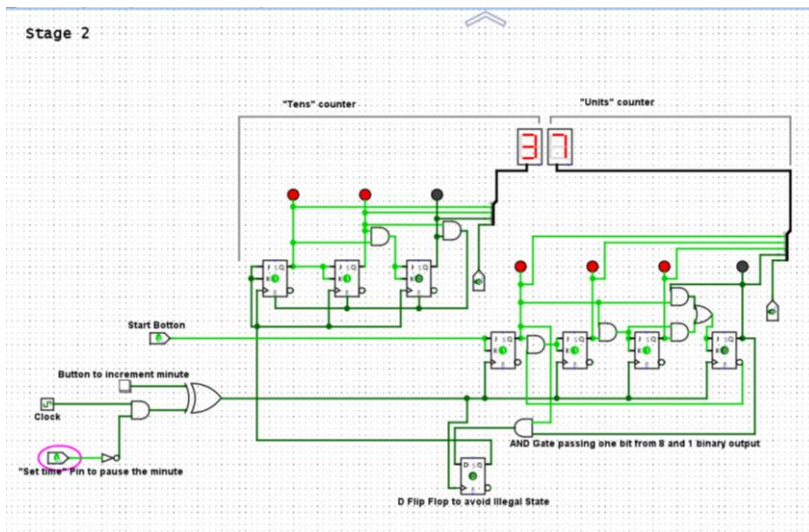 Stage 2
"Tens" counter
"Units" counter
37
Start Botton
Button to increment minute
Clock
"Set time" Pin to pause the minute
AND Gate passing one bit from 8 and 1 binary output
D Flip Flop to avoid Illegal State